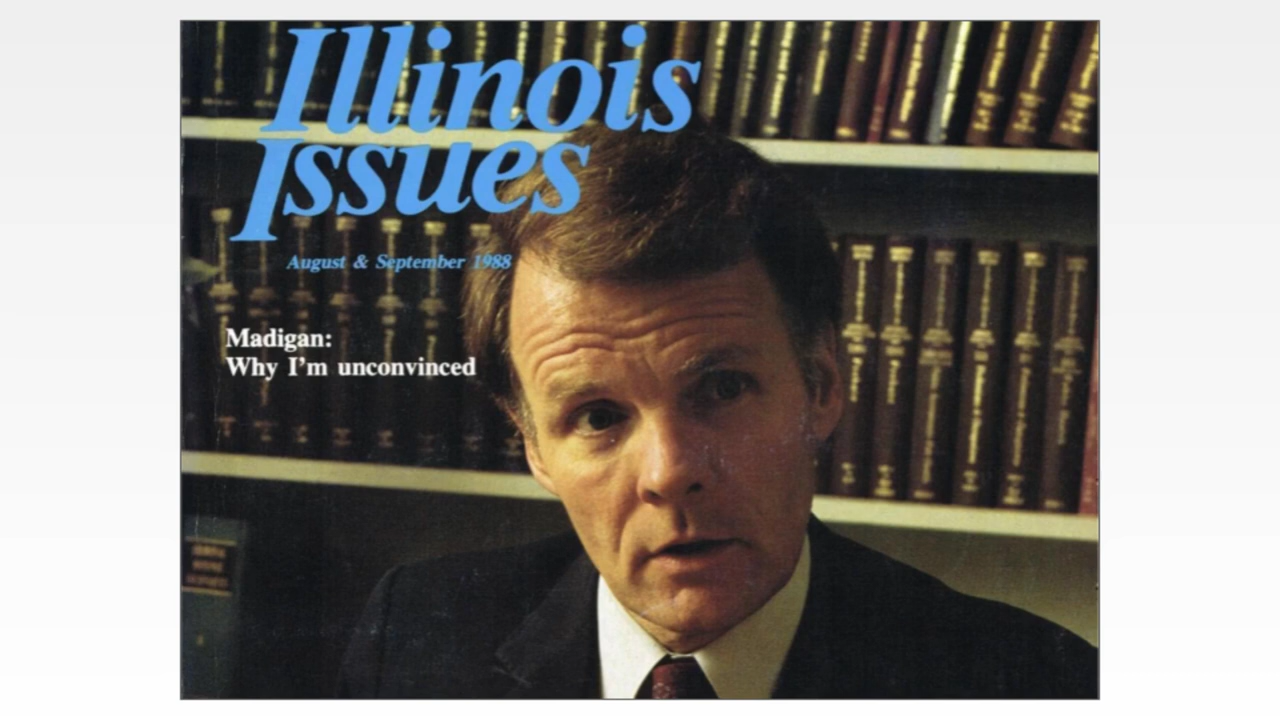 Illinois
Issues
August & September 1988
Madigan:
Why I'm unconvinced